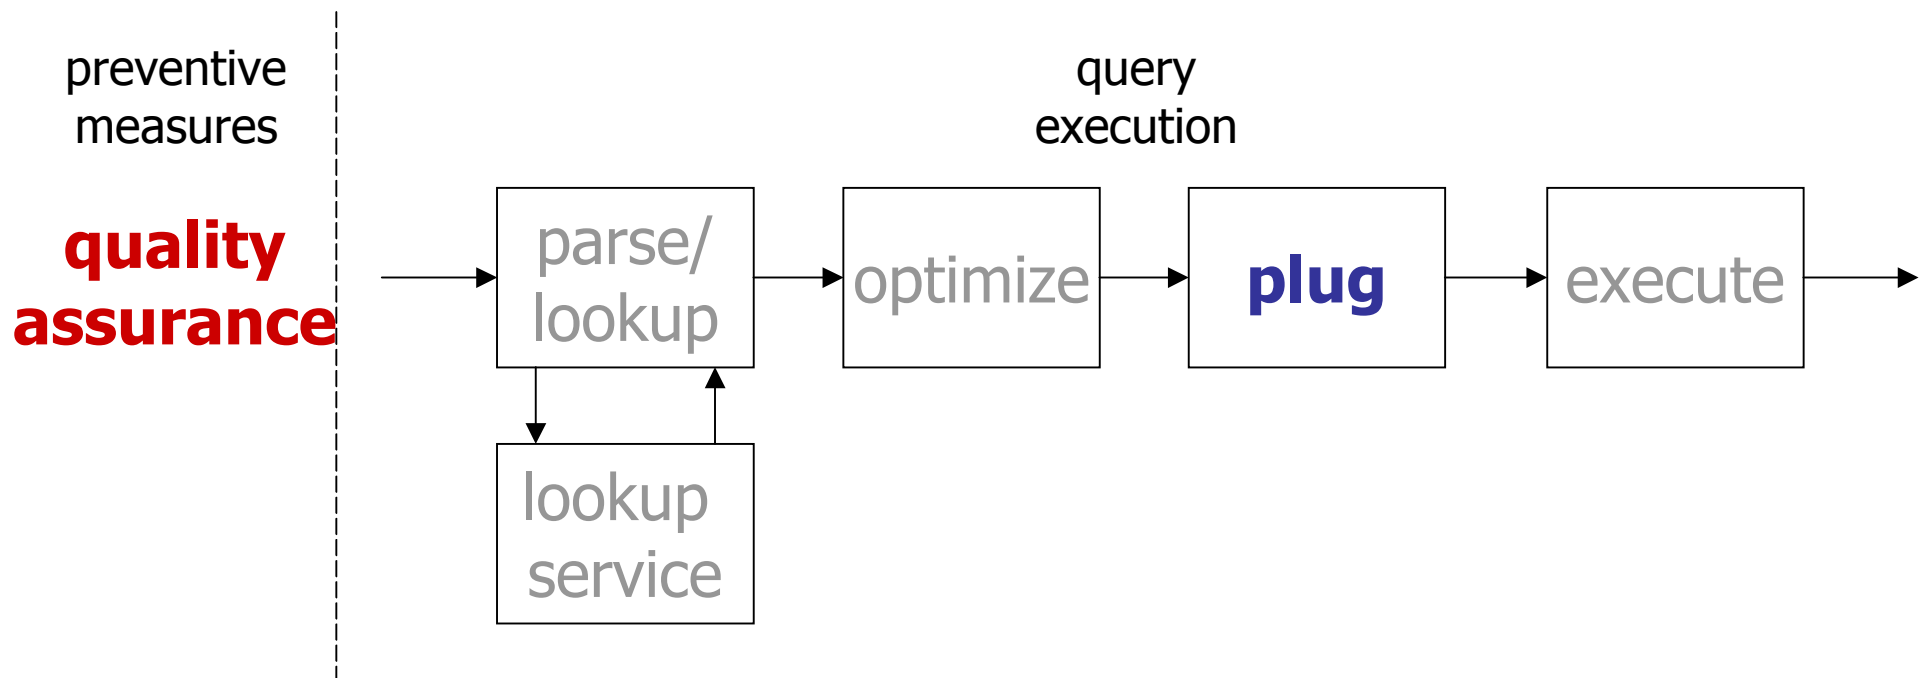 preventive
measures
query
execution
quality
assurance
parse/
lookup
optimize
plug
execute
lookup
service